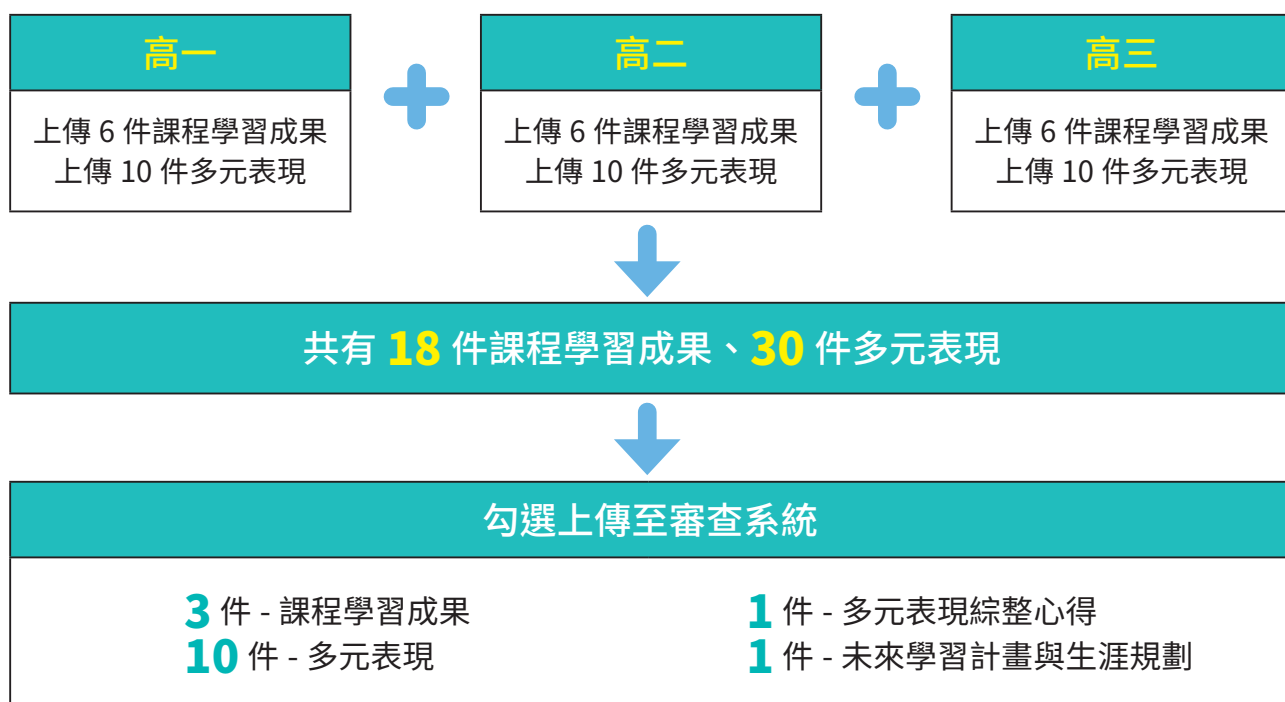 高一
上傳 6 件課程學習成果
上傳 10 件多元表現
高二
上傳 6 件課程學習成果
上傳 10 件多元表現
高三
上傳 6 件課程學習成果
上傳 10 件多元表現
共有 18 件課程學習成果、30 件多元表現
勾選上傳至審查系統
3 件 - 課程學習成果
10 件 - 多元表現
1 件 - 多元表現綜整心得
1 件 - 未來學習計畫與生涯規劃